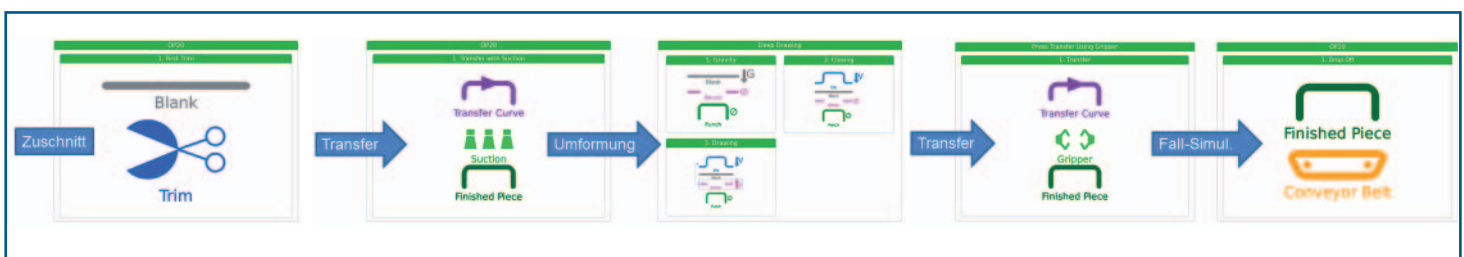 Zuschnitt
OP20
1. First Trim
Blank
Trim
Transfer
OP20
1. Transfer with Suction
Transfer Curve
Suction
Finished Piece
Umformung
Deep Drawing
1. Gravity
G
Blank
Punch
2. Closing
V
3. Drawing
V
Transfer
Press Transfer Using Gripper
1. Transfer
Transfer Curve
Gripper
Finished Piece
Fall-Simul.
1. Drop Off
Finished Piece
Conveyor Belt